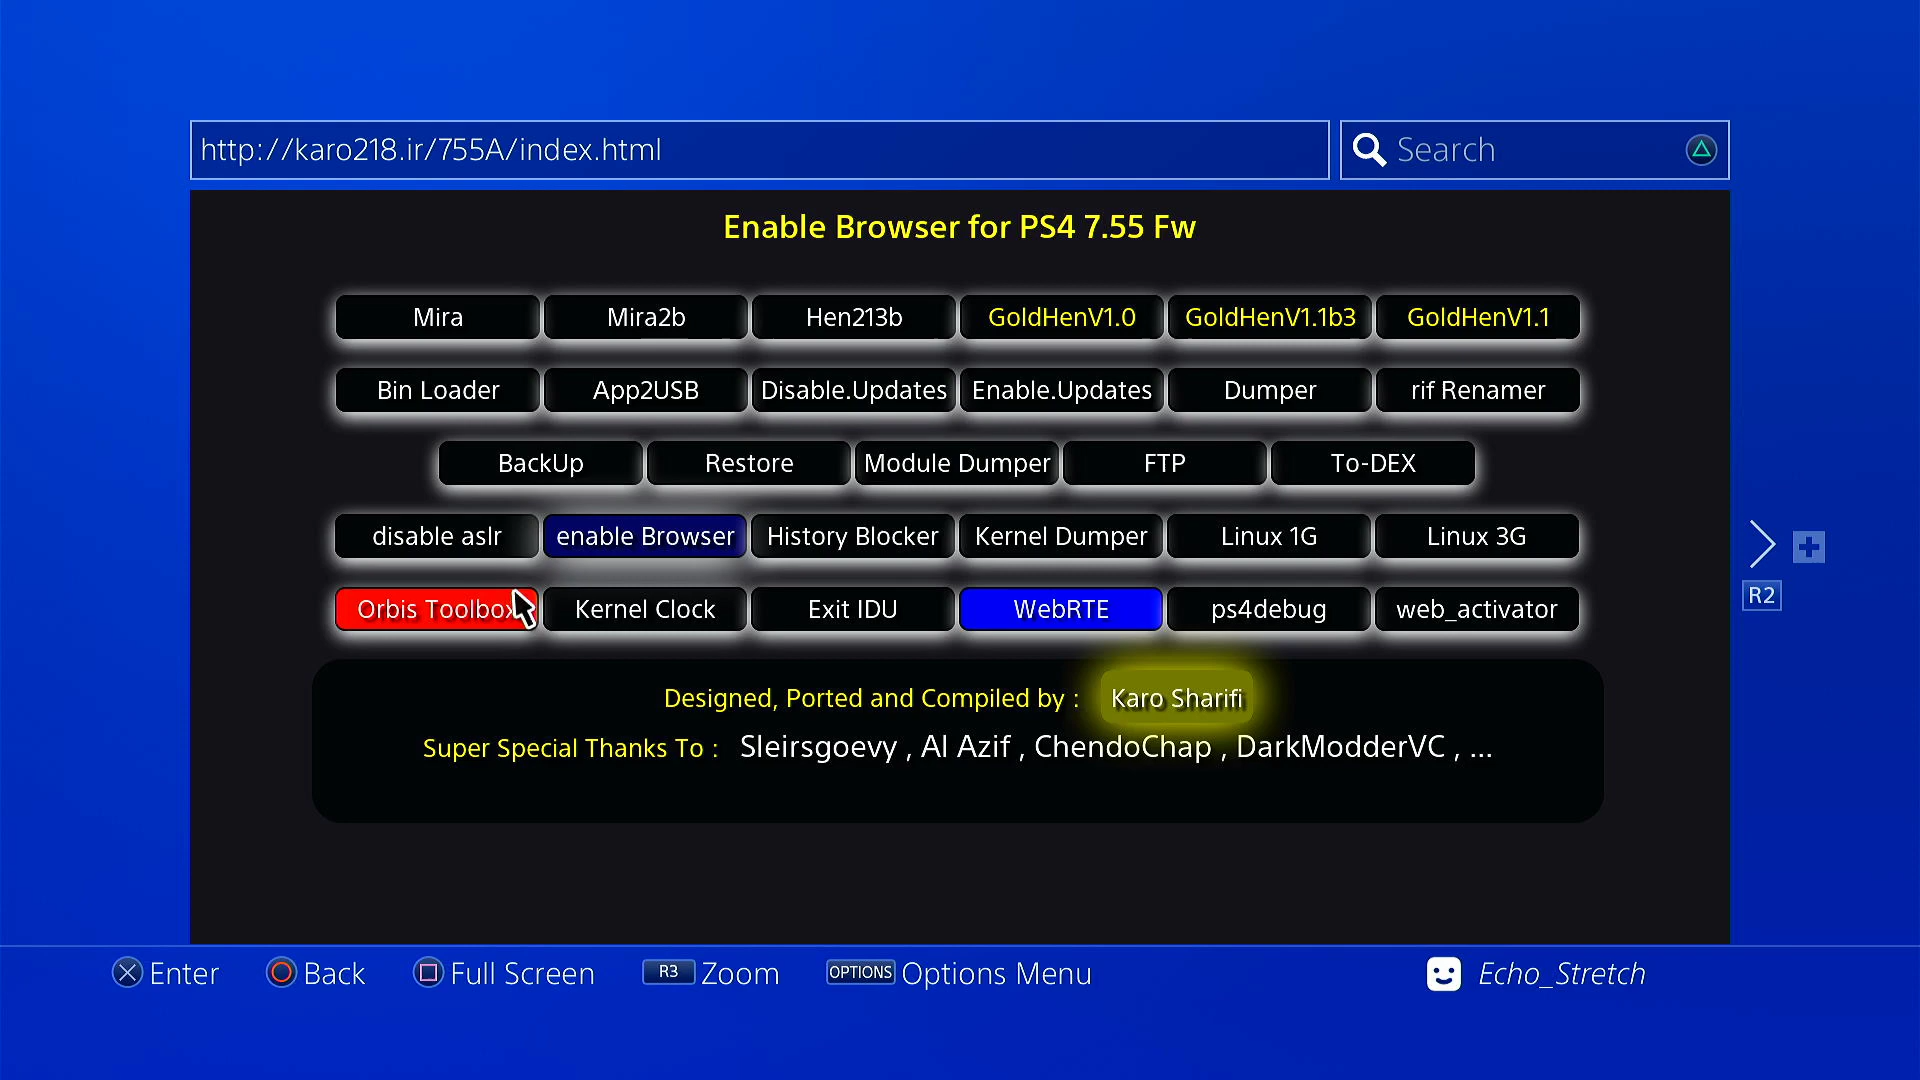 http://karo218.ir/755A/index.html Search
Enable Browser for PS4 7.55 Fw
Mira Mira2b Hen213b GoldHenV1.0 GoldHenV1.1b3 GoldHenV1.1
Bin Loader App2USB Disable.Updates Enable.Updates Dumper rif Renamer
BackUp Restore Module Dumper FTP To-DEX
disable aslr enable Browser History Blocker Kernel Dumper Linux 1G Linux 3G
Orbis Toolbox Kernel Clock Exit IDU WebRTE ps4debug web_activator
R2
Designed, Ported and Compiled by : Karo Sharifi
Super Special Thanks To : Sleirsgoevy , Al Azif , ChendoChap , DarkModderVC , ...
Enter Back Full Screen R3 Zoom OPTIONS Options Menu Echo_Stretch